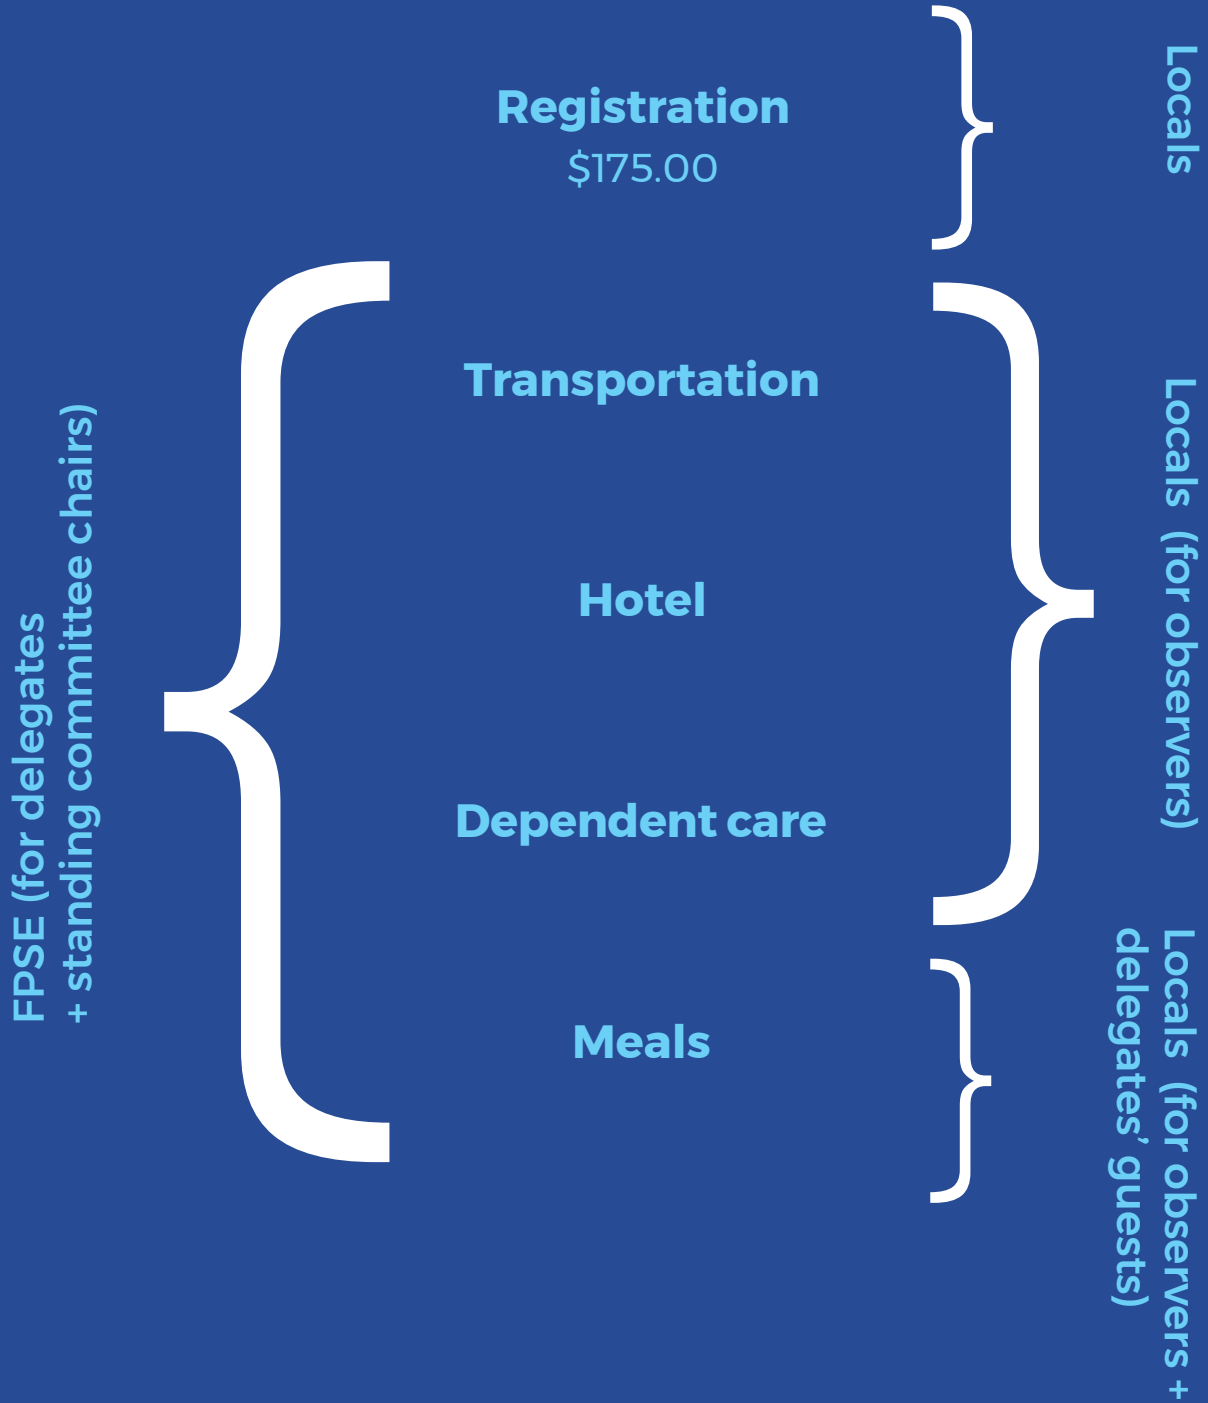 Registration
$175.00
Locals
FPSE (for delegates
+ standing committee chairs)
Transportation
Hotel
Dependent care
Meals
Locals (for observers)
Locals (for observers +
delegates’ guests)